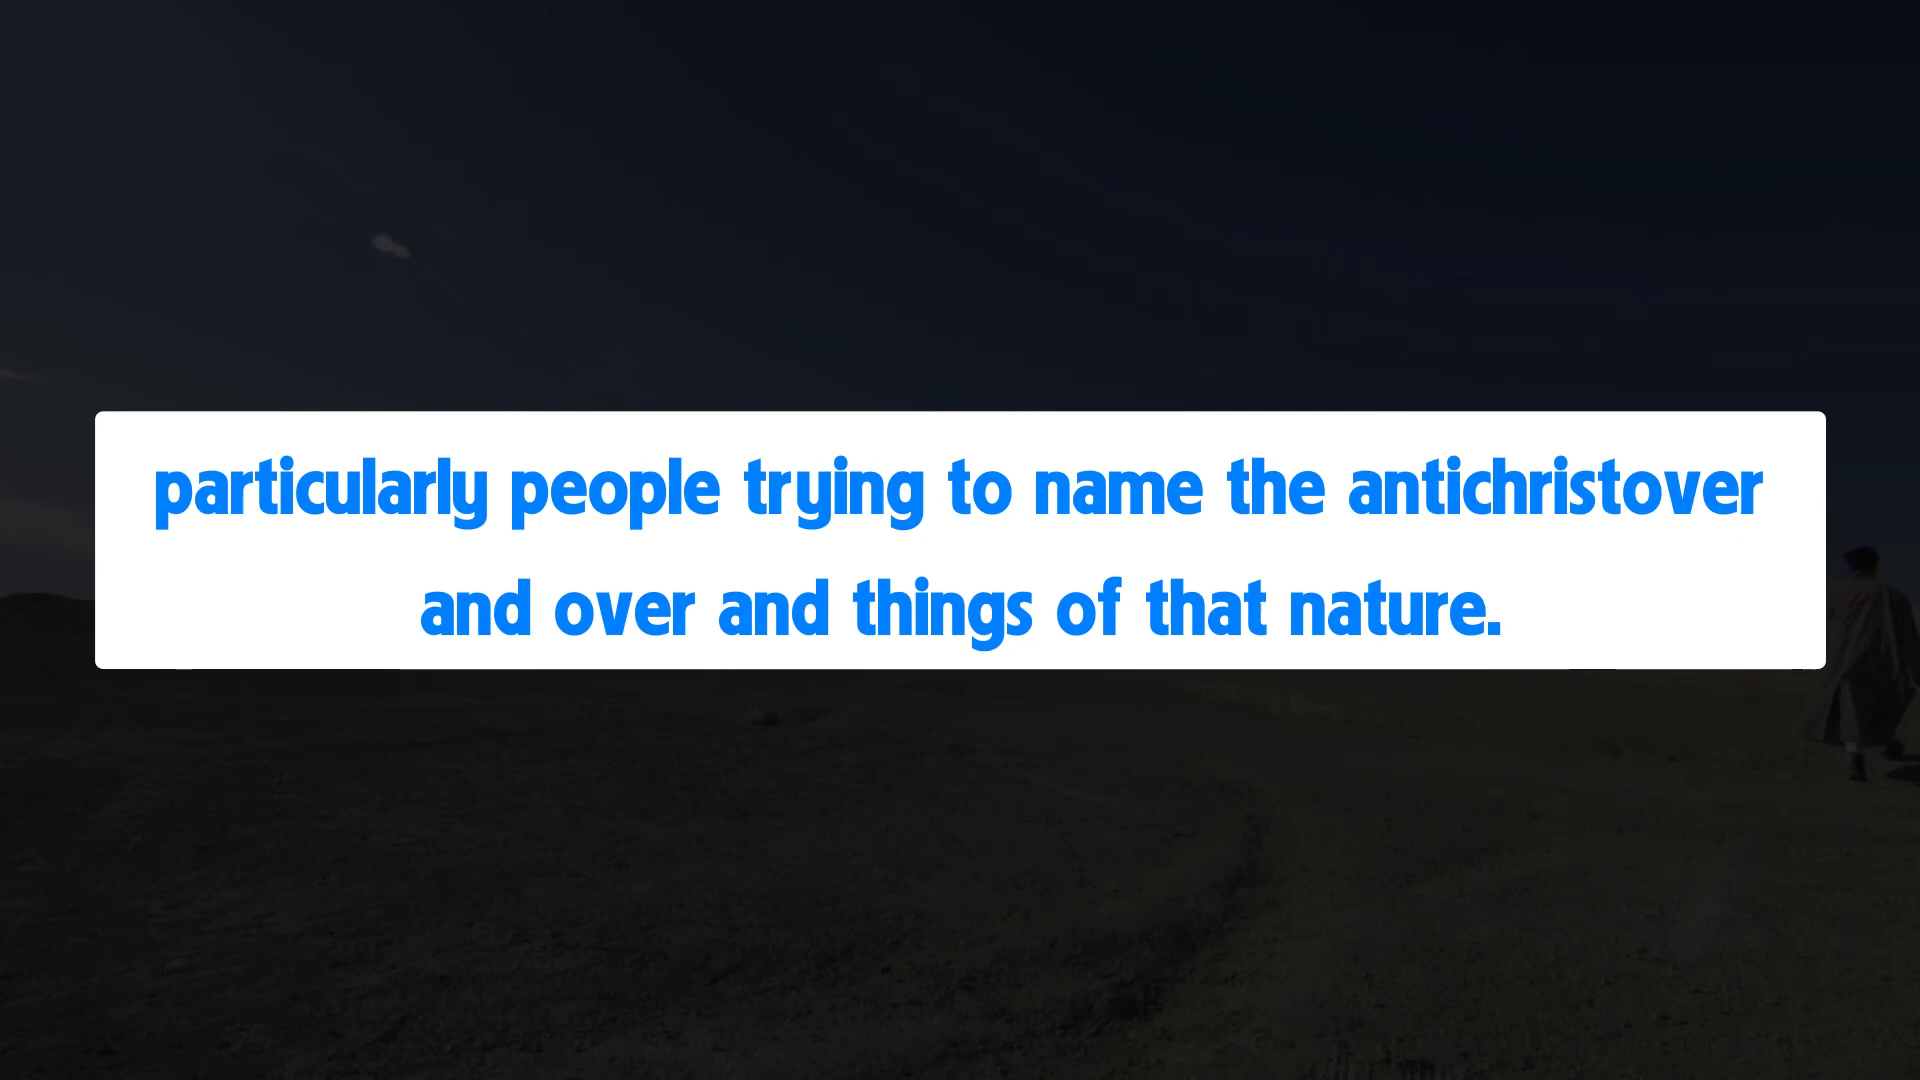 particularly people trying to name the antichristover
and over and things of that nature.